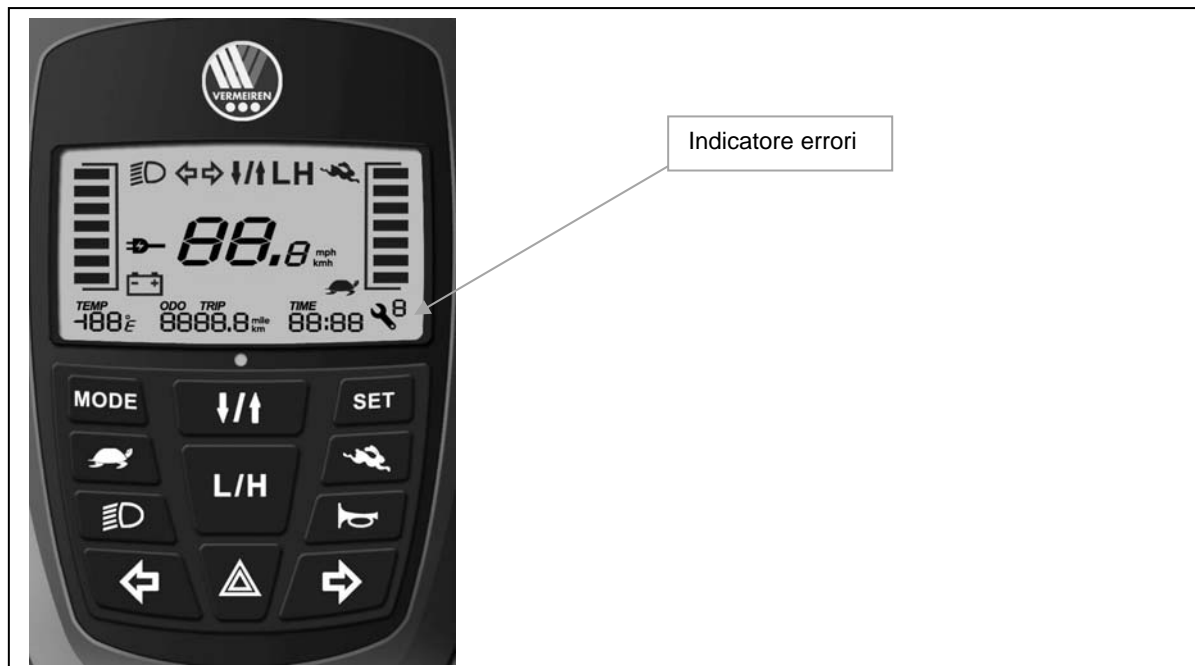 VERMEIREN
Indicatore errori
LH
88.8 mph
kmh
TEMP ODO TRIP TIME 8
-188°E 8888.8 mile km 88:88
MODE SET
L/H